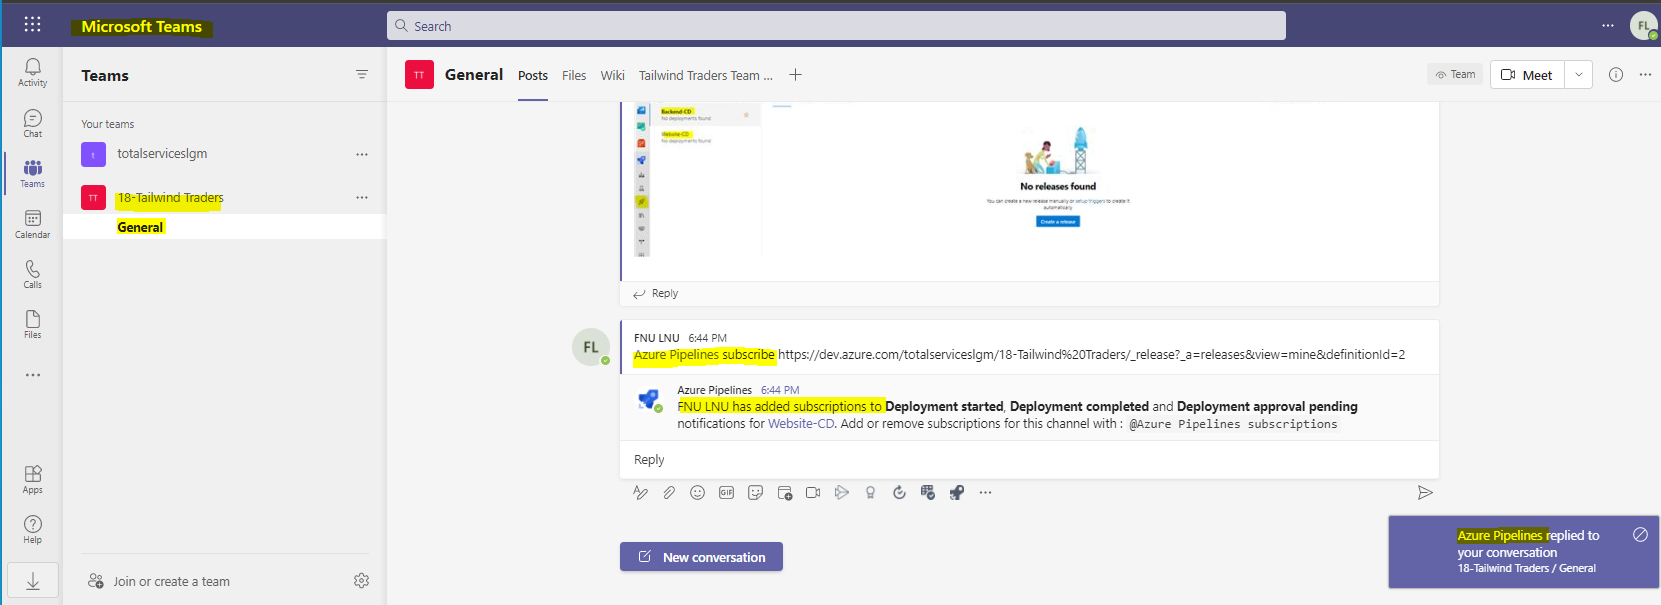 Microsoft Teams
Search
FL
Activity
Chat
Teams
Calendar
Calls
Files
Apps
Help
Teams
Your teams
t
totalserviceslgm
TT
18-Tailwind Traders
General
Join or create a team
TT
General
Posts
Files
Wiki
Tailwind Traders Team ...
Team
Meet
Backend-CD
No deployments found
Website-CD
No deployments found
No releases found
You can create a new release manually or setup triggers to create it
automatically
Create a release
Reply
FL
FNU LNU 6:44 PM
Azure Pipelines subscribe https://dev.azure.com/totalserviceslgm/18-Tailwind%20Traders/_release?_a=releases&view=mine&definitionId=2
Azure Pipelines 6:44 PM
FNU LNU has added subscriptions to Deployment started, Deployment completed and Deployment approval pending
notifications for Website-CD. Add or remove subscriptions for this channel with : @Azure Pipelines subscriptions
Reply
GIF
New conversation
Azure Pipelines replied to
your conversation
18-Tailwind Traders / General